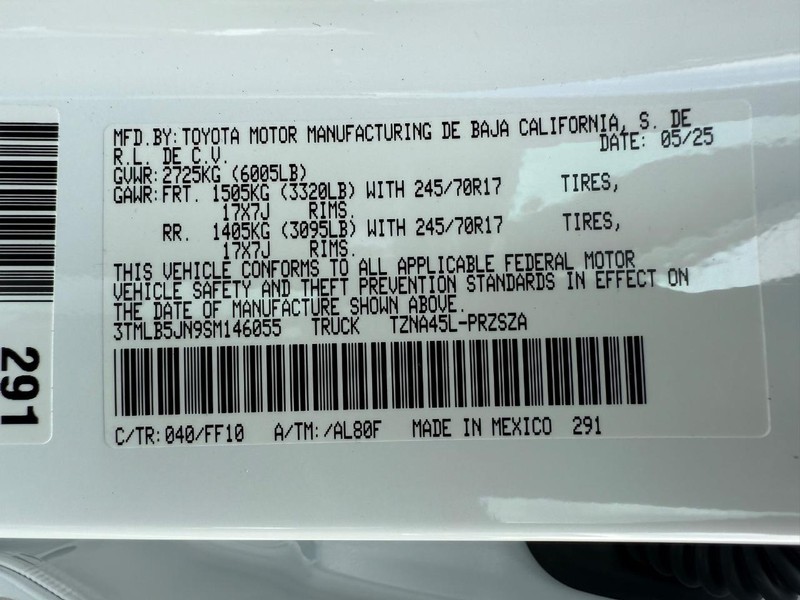 MFD.BY: TOYOTA MOTOR MANUFACTURING DE BAJA CALIFORNIA, S. DE
R.L. DE C.V. DATE: 05/25
GVWR: 2725KG (6005LB)
GAWR: FRT. 1505KG (3320LB) WITH 245/70R17 TIRES,
17X7J RIMS.
RR. 1405KG (3095LB) WITH 245/70R17 TIRES,
17X7J RIMS.
THIS VEHICLE CONFORMS TO ALL APPLICABLE FEDERAL MOTOR
VEHICLE SAFETY AND THEFT PREVENTION STANDARDS IN EFFECT ON
THE DATE OF MANUFACTURE SHOWN ABOVE.
3TMLB5JN9SM146055 TRUCK TZNA45L-PRZSZA
C/TR: 040/FF10 A/TM: /AL80F MADE IN MEXICO 291
291